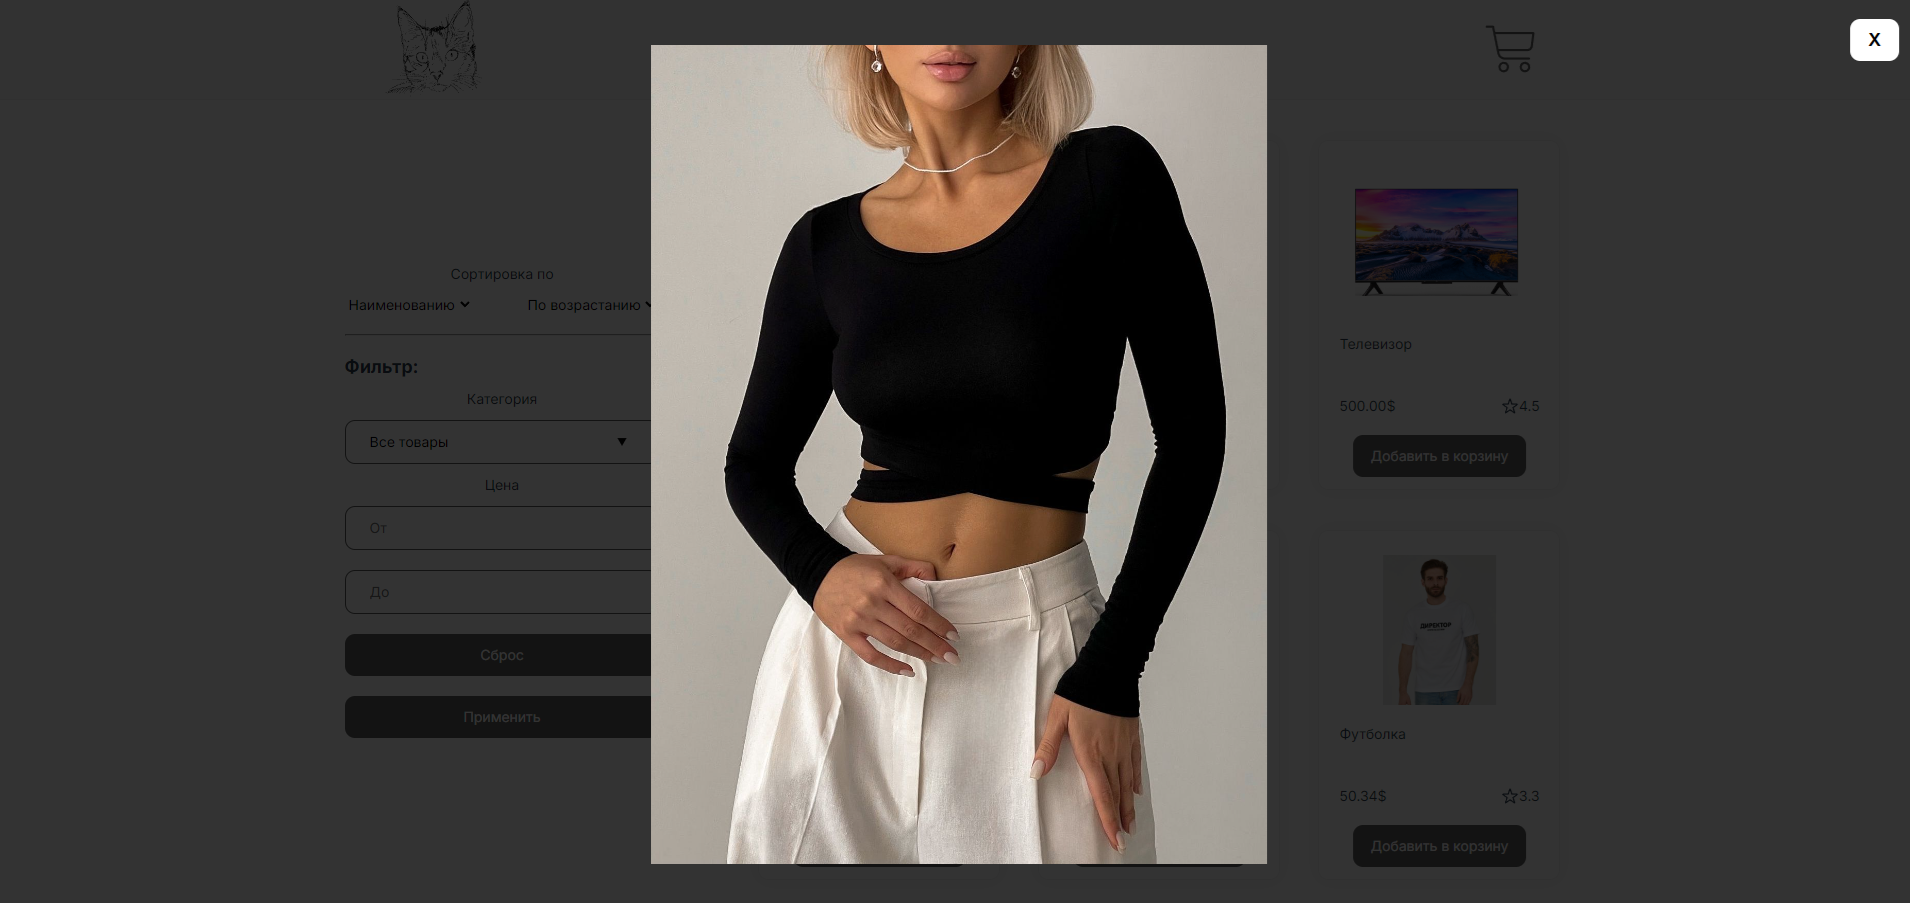 X
Сортировка по
Наименованию
По возрастанию
Фильтр:
Категория
Все товары
Цена
От
До
Сброс
Применить
Телевизор
500.00$
4.5
Добавить в корзину
ДИРЕКТОР
Футболка
50.34$
3.3
Добавить в корзину